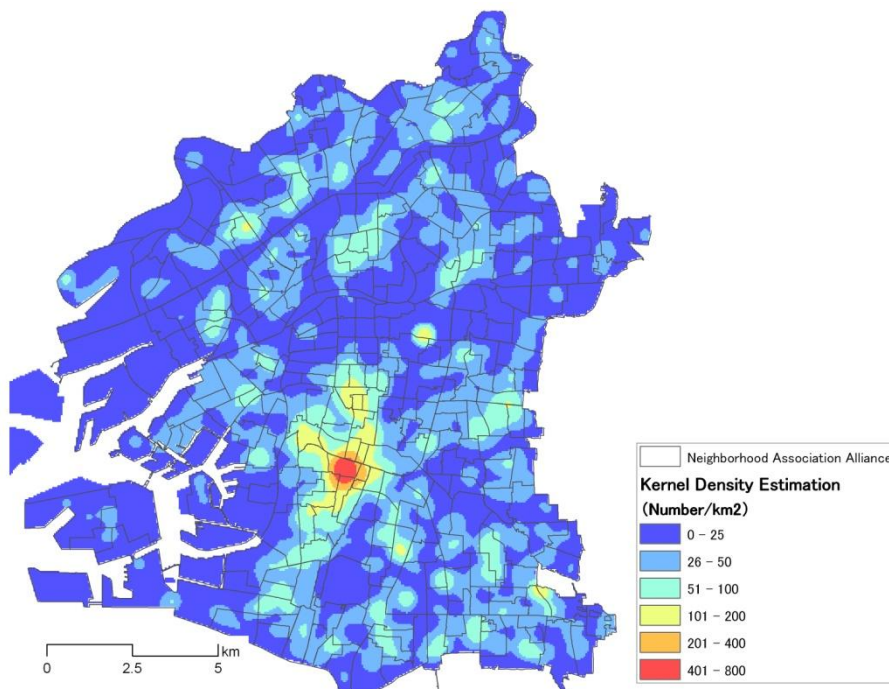 Neighborhood Association Alliance
Kernel Density Estimation
(Number/km2)
0 - 25
26 - 50
51 - 100
101 - 200
201 - 400
401 - 800
km
0 2.5 5